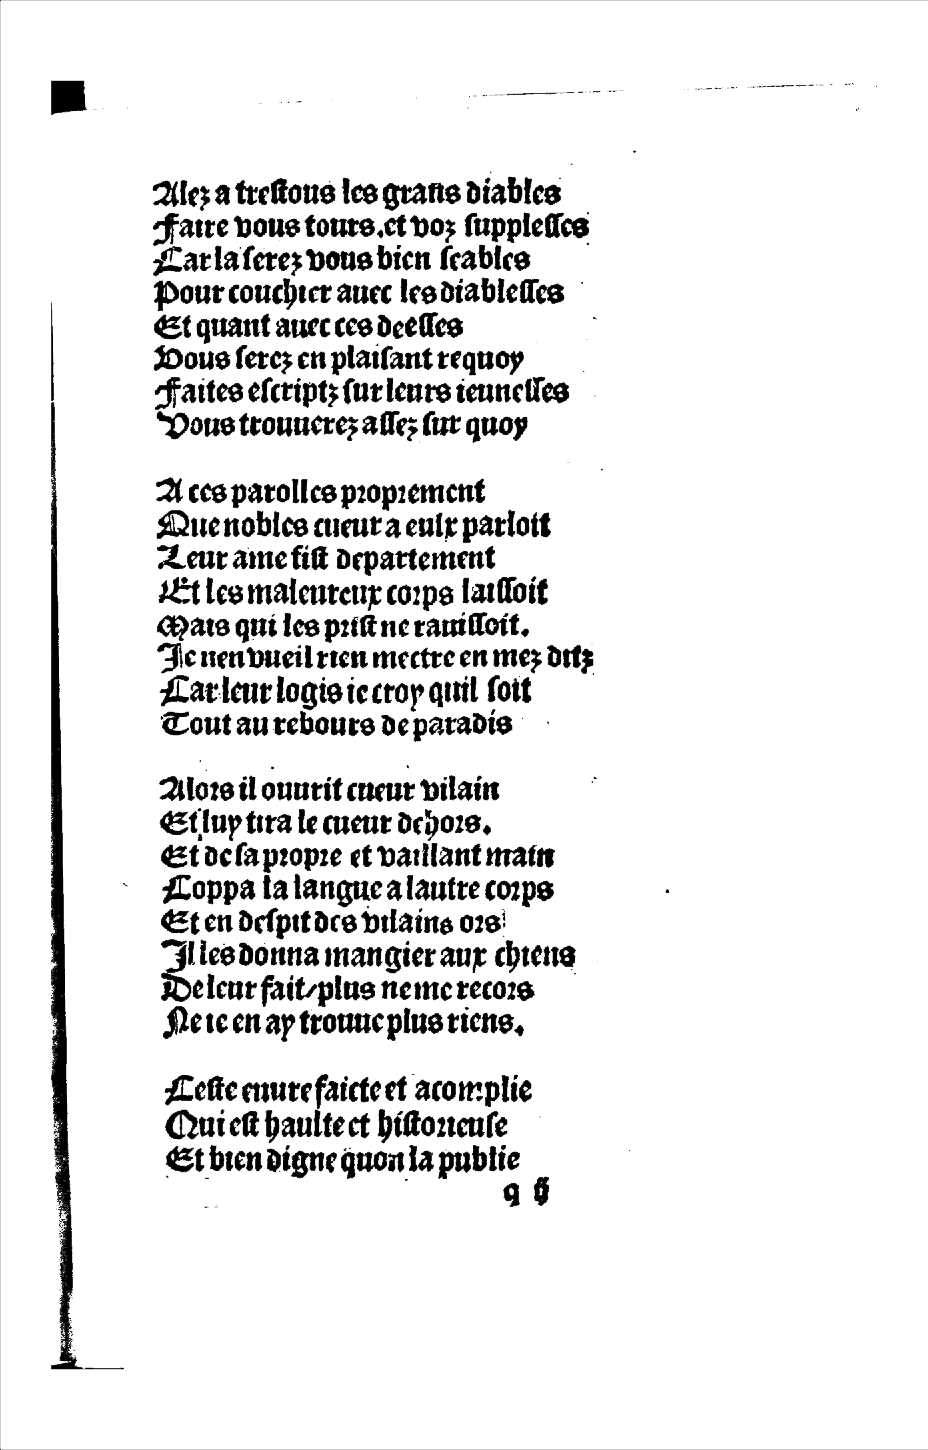 Alez a treſtous les grans diables
Faire vous tours.et voz ſuppleſſes
Car la ſerez vous bien ſeables
Pour couchier auec les diableſſes
Et quant auec ces deeſſes
Vous ſerez en plaiſant requoy
Faites eſcriptz ſur leurs ieuneſſes
Vous trouuerez aſſez ſur quoy

A ces parolles proprement
Que nobles cueur a eulx parloit
Leur ame fiſt departement
Et les maleureux corps laiſſoit
Mais qui les priſt ne rauiſſoit.
Je nen vueil rien mectre en mez ditz
Car leur logis ie croy quil ſoit
Tout au rebours de paradis

Alors il ouurit cueur vilain
Et luy tira le cueur dehors.
Et de ſa propre et vaillant main
Coppa la langue a lautre corps
Et en deſpit des vilains ors
Il les donna mangier aux chiens
De leur fait/plus ne me recors
Ne ie en ay trouue plus riens.

Ceſte euure faicte et acomplie
Qui eſt haulte et hiſtorieuſe
Et bien digne quon la publie
q ij